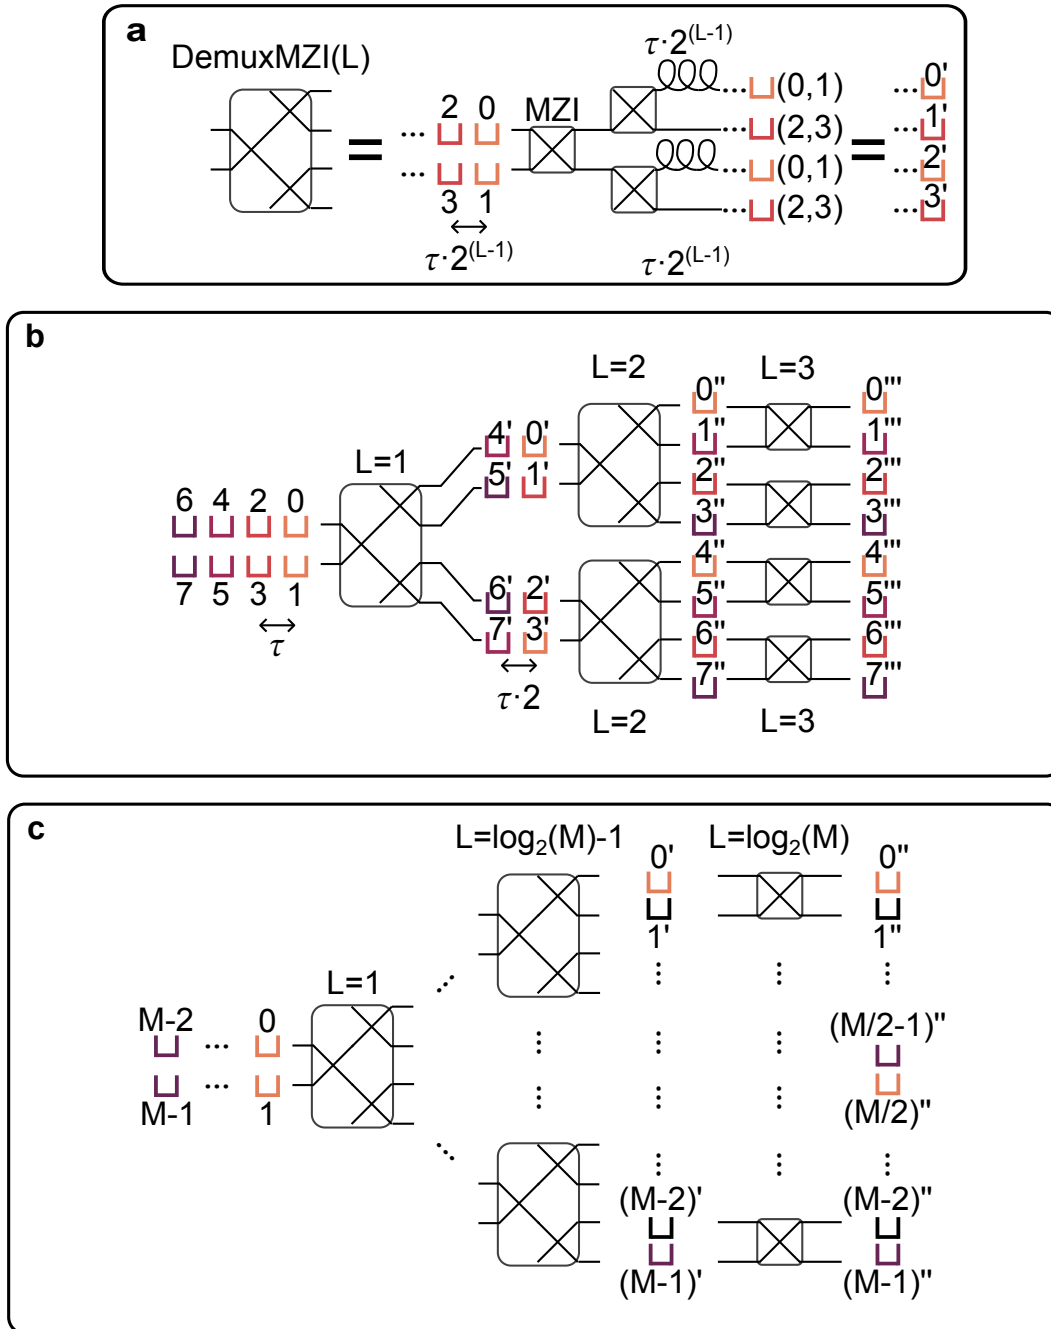 a
DemuxMZI(L)
τ·2^(L-1)
2 0
MZI
... (0,1)
... (2,3)
... (0,1)
... (2,3)
... 0'
... 1'
... 2'
... 3'
...
...
3 1
τ·2^(L-1)
τ·2^(L-1)
b
L=2 L=3
L=1
6 4 2 0
7 5 3 1
τ
4' 0'
5' 1'
6' 2'
7' 3'
τ·2
0'' 0'''
1'' 1'''
2'' 2'''
3'' 3'''
4'' 4'''
5'' 5'''
6'' 6'''
7'' 7'''
L=2 L=3
c
L=log₂(M)-1 L=log₂(M)
0' 0''
1' 1''
L=1
M-2 ... 0
M-1 ... 1
(M/2-1)''
(M/2)''
(M-2)' (M-2)''
(M-1)' (M-1)''